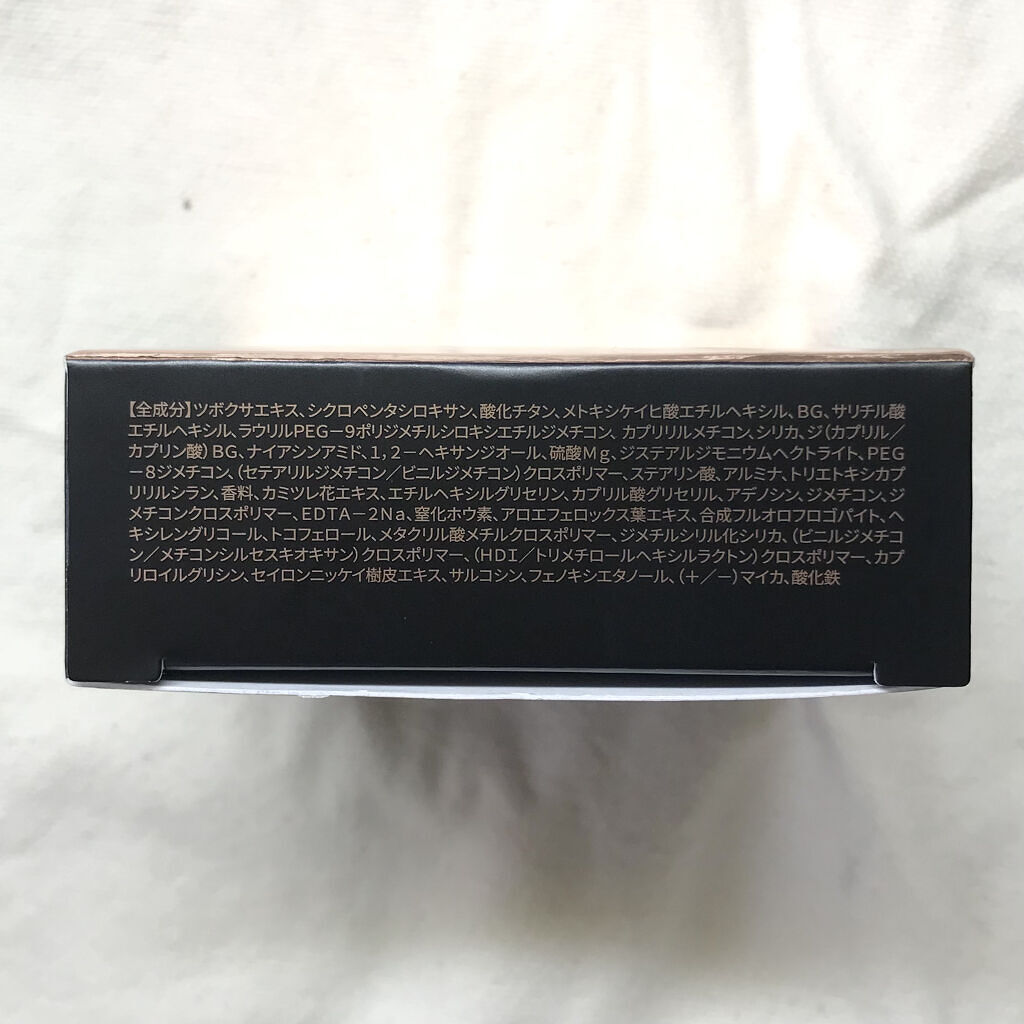 【全成分】ツボクサエキス、シクロペンタシロキサン、酸化チタン、メトキシケイヒ酸エチルヘキシル、BG、サリチル酸
エチルヘキシル、ラウリルPEG－9ポリジメチルシロキシエチルジメチコン、カプリリルメチコン、シリカ、ジ（カプリル／
カプリン酸）BG、ナイアシンアミド、1，2－ヘキサンジオール、硫酸Mg、ジステアルジモニウムヘクトライト、PEG
－8ジメチコン、（セテアリルジメチコン／ビニルジメチコン）クロスポリマー、ステアリン酸、アルミナ、トリエトキシカプ
リリルシラン、香料、カミツレ花エキス、エチルヘキシルグリセリン、カプリル酸グリセリル、アデノシン、ジメチコン、ジ
メチコンクロスポリマー、EDTA－2Na、窒化ホウ素、アロエフェロックス葉エキス、合成フルオロフロゴパイト、ヘ
キシレングリコール、トコフェロール、メタクリル酸メチルクロスポリマー、ジメチルシリル化シリカ、（ビニルジメチコ
ン／メチコンシルセスキオキサン）クロスポリマー、（HDI／トリメチロールヘキシルラクトン）クロスポリマー、カプ
リロイルグリシン、セイロンニッケイ樹皮エキス、サルコシン、フェノキシエタノール、（＋／－）マイカ、酸化鉄